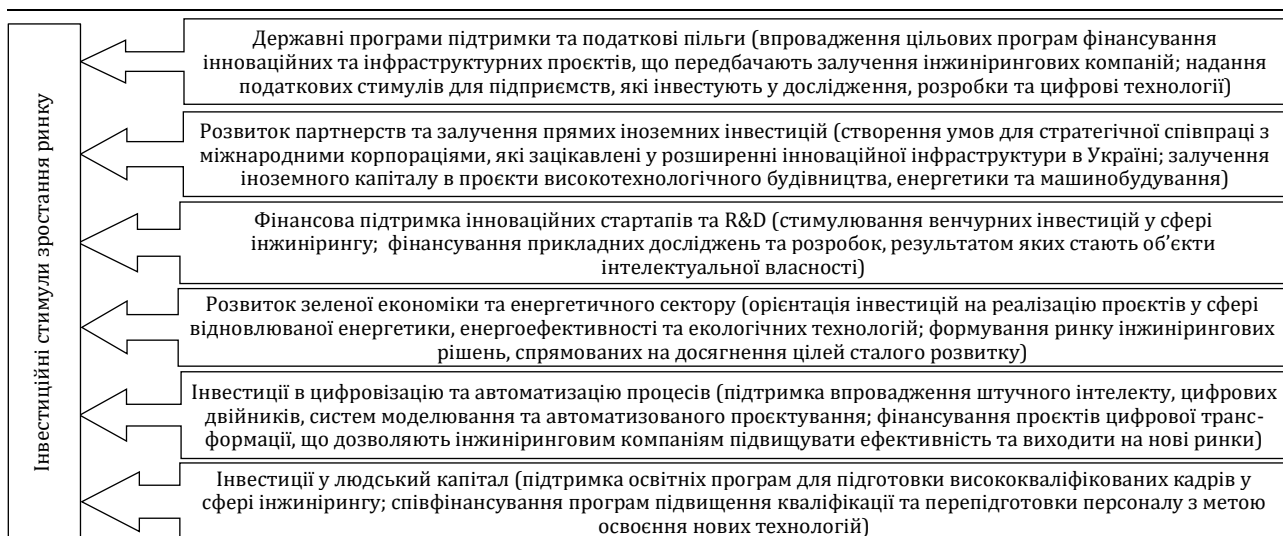 Інвестиційні стимули зростання ринку
Державні програми підтримки та податкові пільги (впровадження цільових програм фінансування
інноваційних та інфраструктурних проєктів, що передбачають залучення інжинірингових компаній; надання
податкових стимулів для підприємств, які інвестують у дослідження, розробки та цифрові технології)
Розвиток партнерств та залучення прямих іноземних інвестицій (створення умов для стратегічної співпраці з
міжнародними корпораціями, які зацікавлені у розширенні інноваційної інфраструктури в Україні; залучення
іноземного капіталу в проєкти високотехнологічного будівництва, енергетики та машинобудування)
Фінансова підтримка інноваційних стартапів та R&D (стимулювання венчурних інвестицій у сфері
інжинірингу; фінансування прикладних досліджень та розробок, результатом яких стають об’єкти
інтелектуальної власності)
Розвиток зеленої економіки та енергетичного сектору (орієнтація інвестицій на реалізацію проєктів у сфері
відновлюваної енергетики, енергоефективності та екологічних технологій; формування ринку інжинірингових
рішень, спрямованих на досягнення цілей сталого розвитку)
Інвестиції в цифровізацію та автоматизацію процесів (підтримка впровадження штучного інтелекту, цифрових
двійників, систем моделювання та автоматизованого проєктування; фінансування проєктів цифрової транс-
формації, що дозволяють інжиніринговим компаніям підвищувати ефективність та виходити на нові ринки)
Інвестиції у людський капітал (підтримка освітніх програм для підготовки висококваліфікованих кадрів у
сфері інжинірингу; співфінансування програм підвищення кваліфікації та перепідготовки персоналу з метою
освоєння нових технологій)